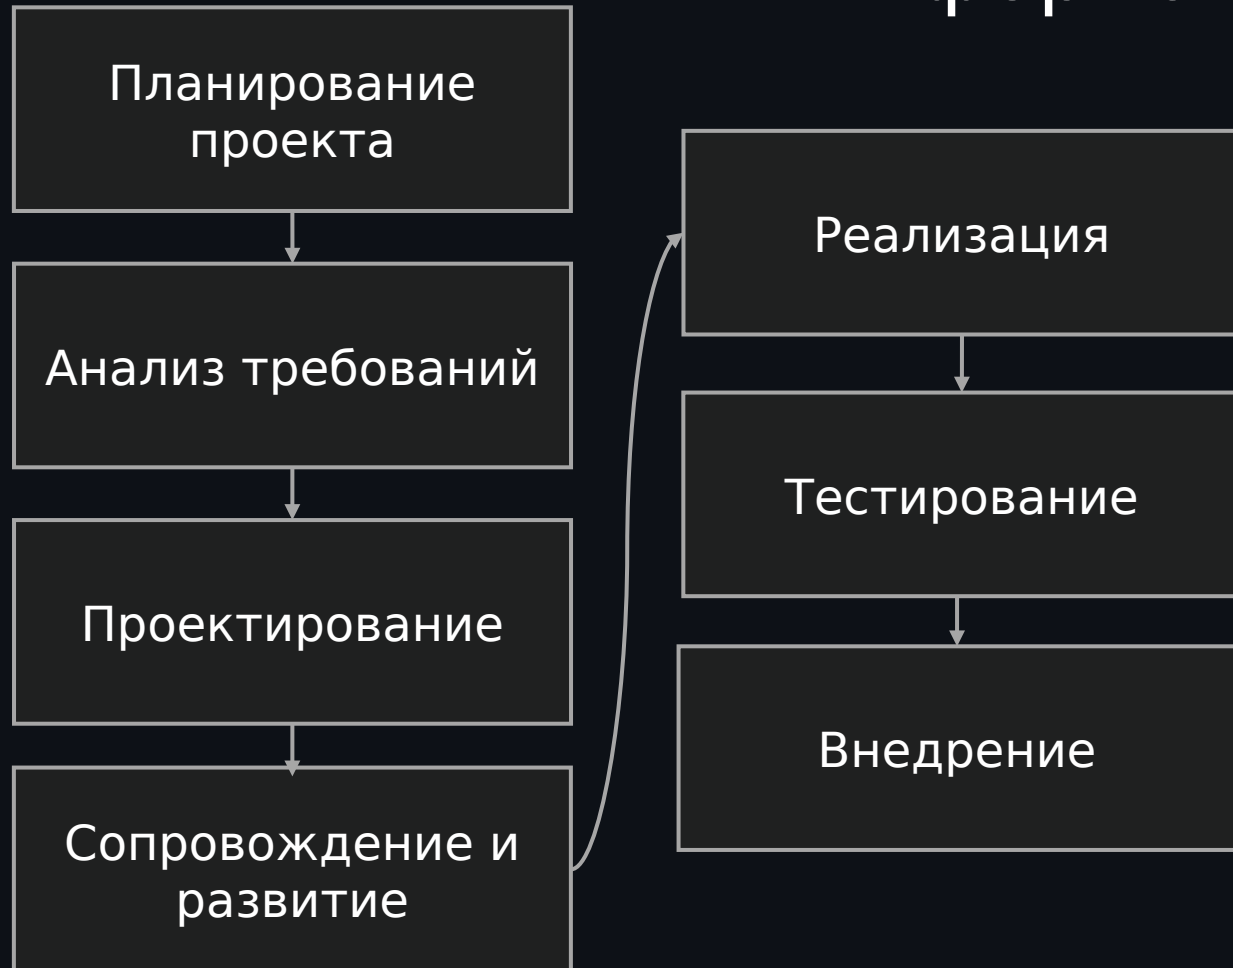 Планирование
проекта
Анализ требований
Проектирование
Сопровождение и
развитие
Реализация
Тестирование
Внедрение